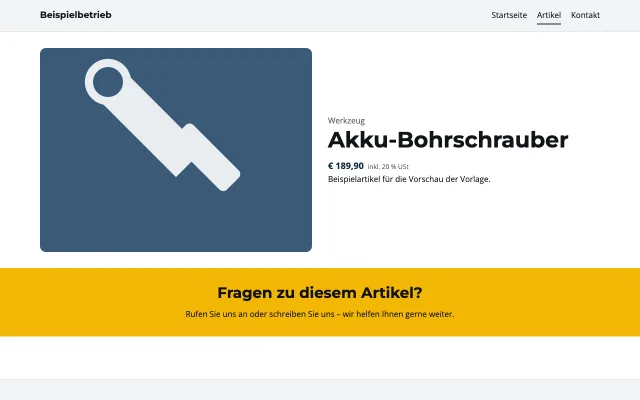 Beispielbetrieb
Startseite Artikel Kontakt
Werkzeug
Akku-Bohrschrauber
€ 189,90 inkl. 20 % USt
Beispielartikel für die Vorschau der Vorlage.
Fragen zu diesem Artikel?
Rufen Sie uns an oder schreiben Sie uns – wir helfen Ihnen gerne weiter.